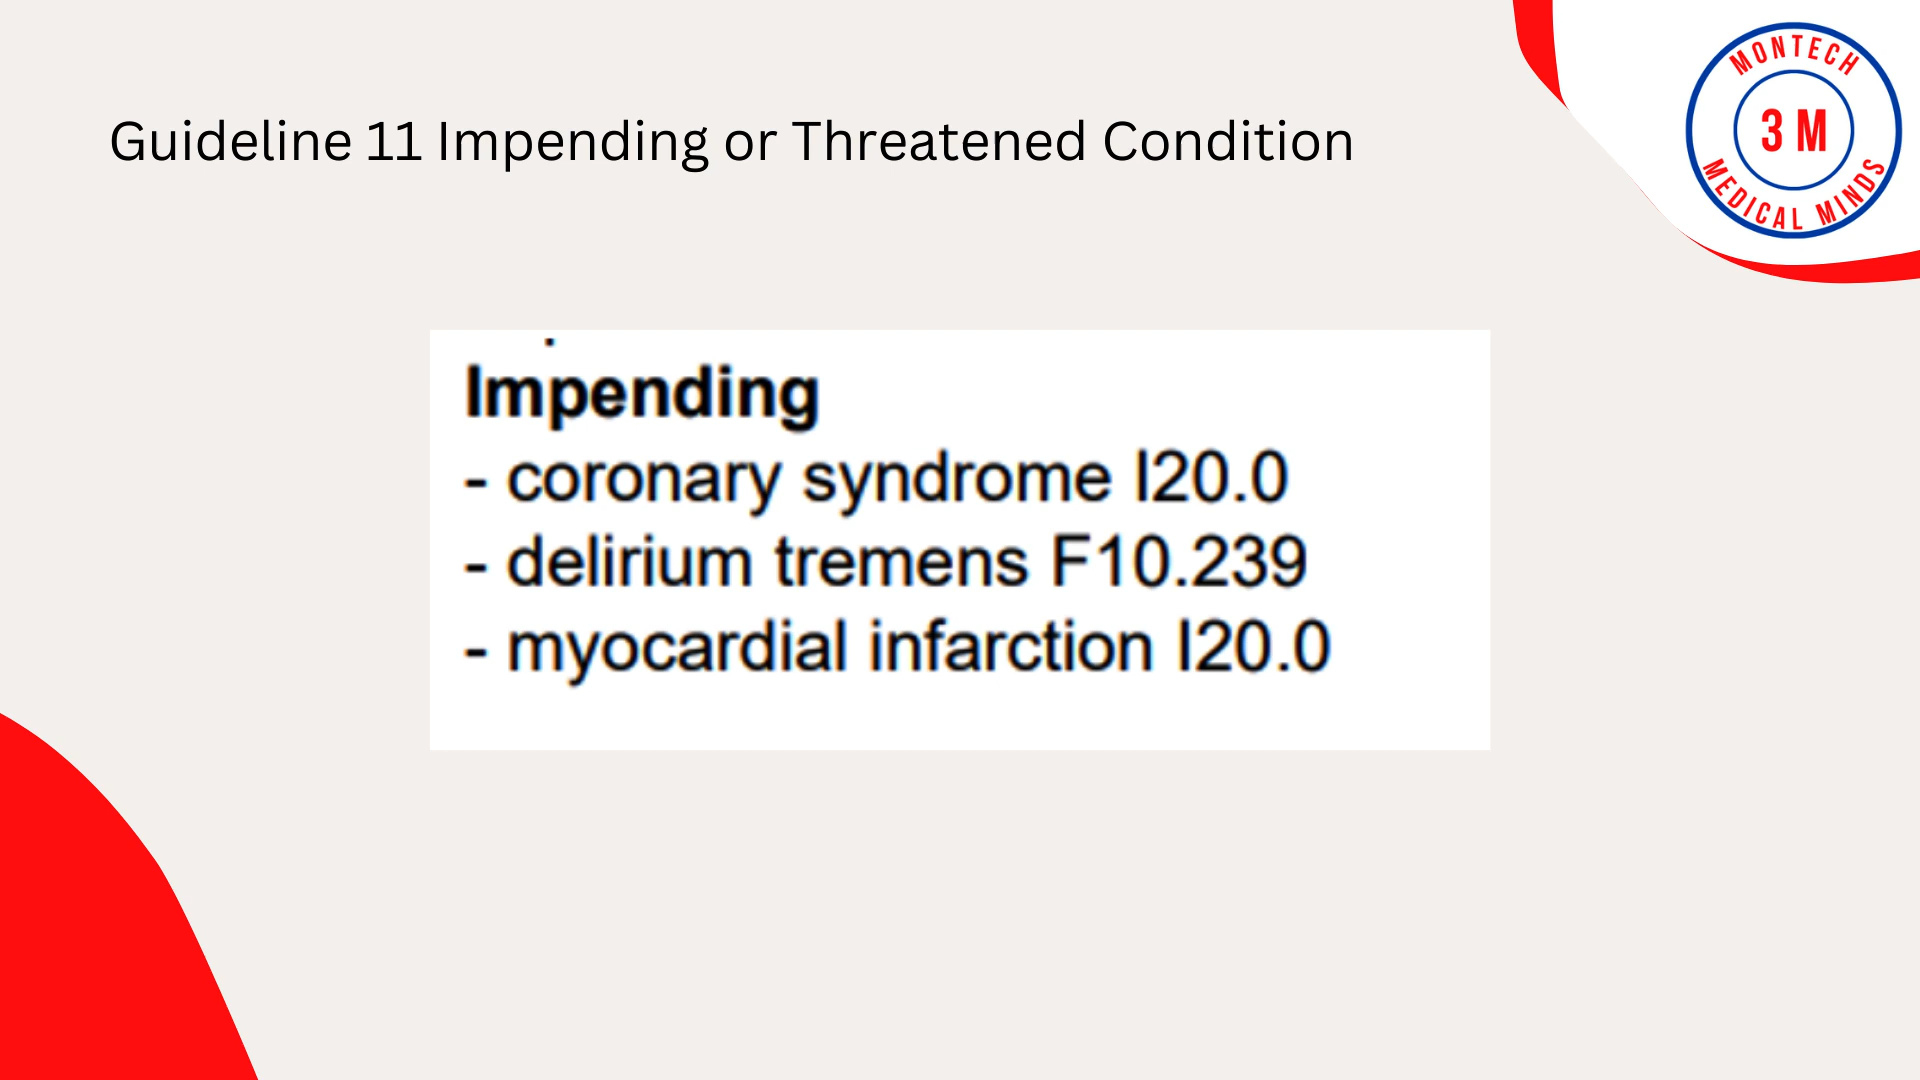 Guideline 11 Impending or Threatened Condition
MONTECH
3 M
MEDICAL MINDS
Impending
- coronary syndrome I20.0
- delirium tremens F10.239
- myocardial infarction I20.0